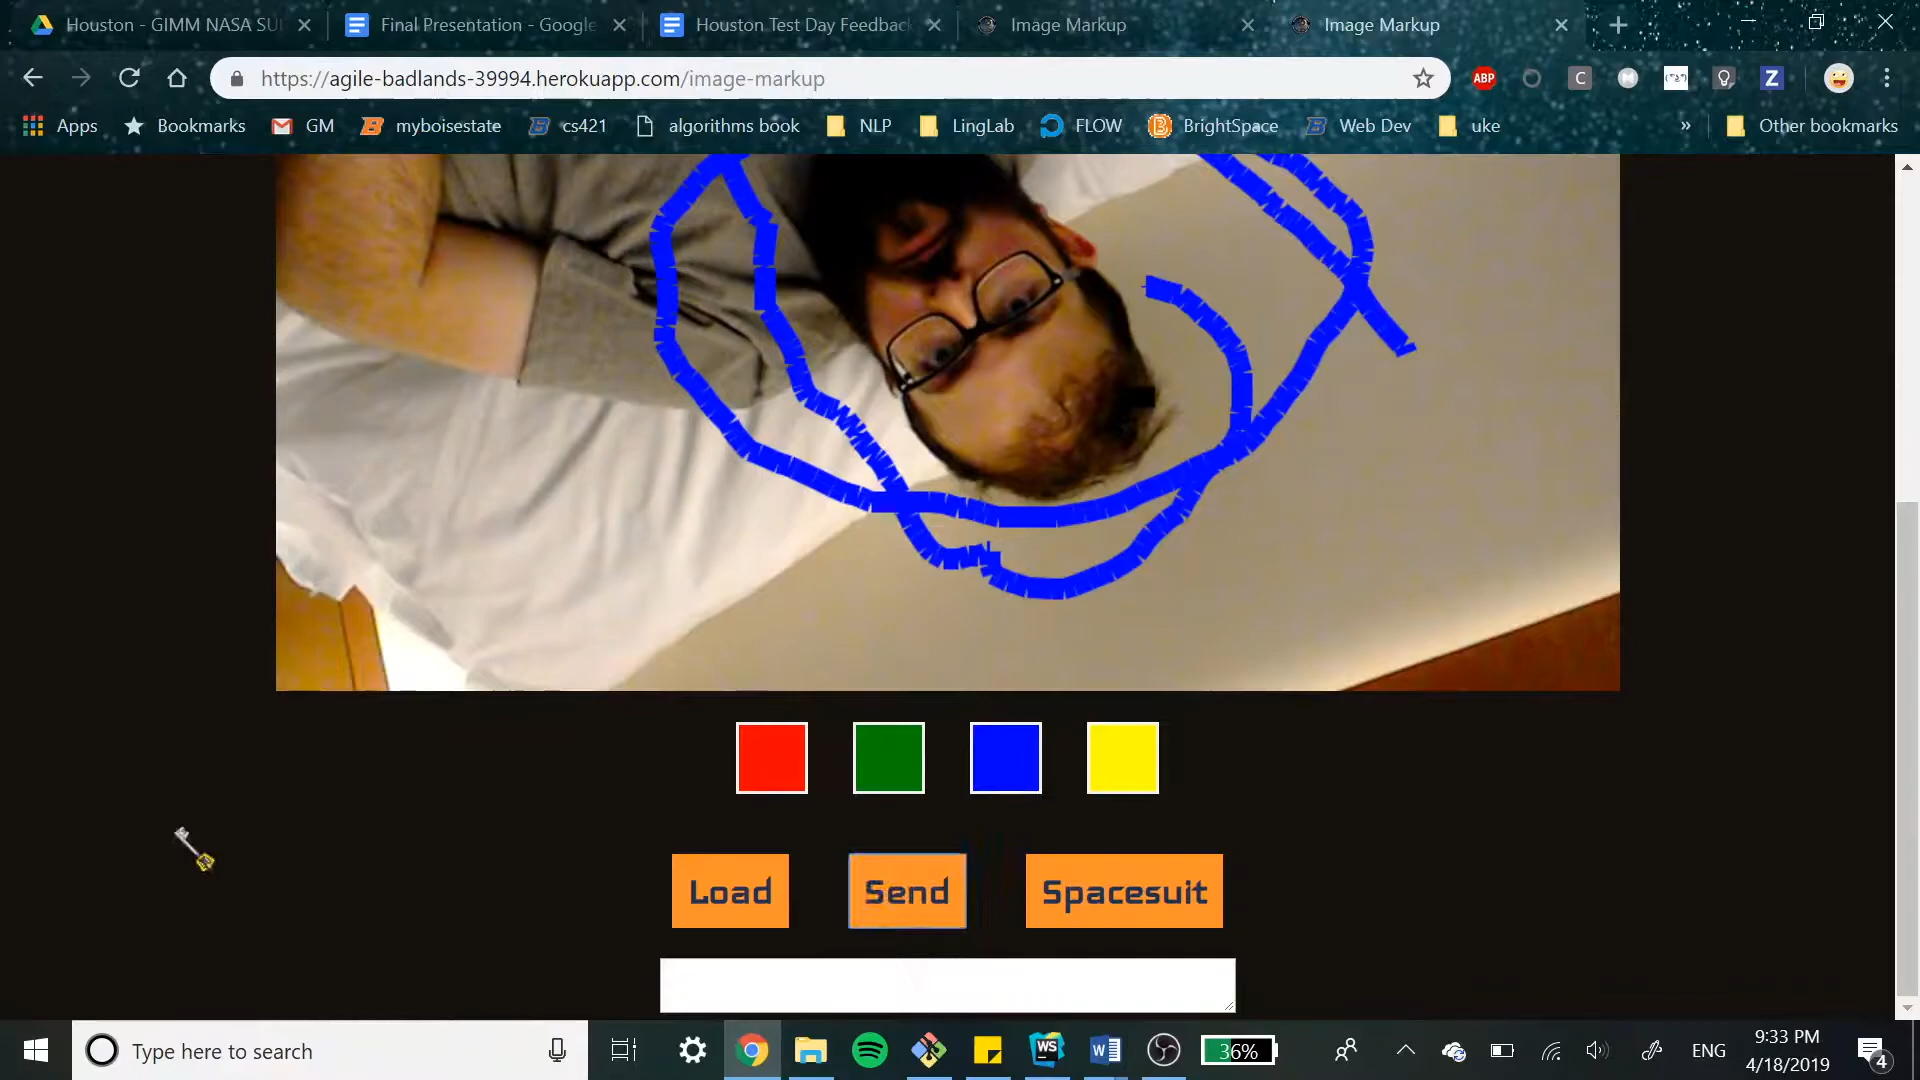 Houston - GIMM NASA SU
Final Presentation - Google
Houston Test Day Feedback
Image Markup
Image Markup
https://agile-badlands-39994.herokuapp.com/image-markup
ABP
C
M
Z
Apps
Bookmarks
GM
myboisestate
cs421
algorithms book
NLP
LingLab
FLOW
BrightSpace
Web Dev
uke
»
Other bookmarks
Load
Send
Spacesuit
Type here to search
WS
W
36%
ENG
9:33 PM
4/18/2019
4